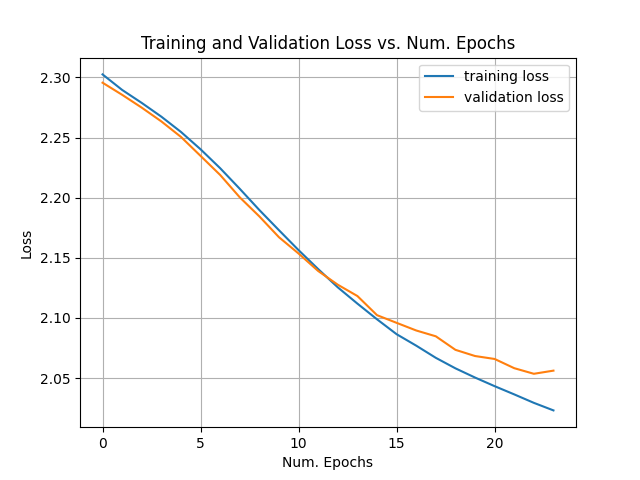 Training and Validation Loss vs. Num. Epochs
training loss
validation loss
2.30
2.25
2.20
2.15
2.10
2.05
Loss
0 5 10 15 20
Num. Epochs